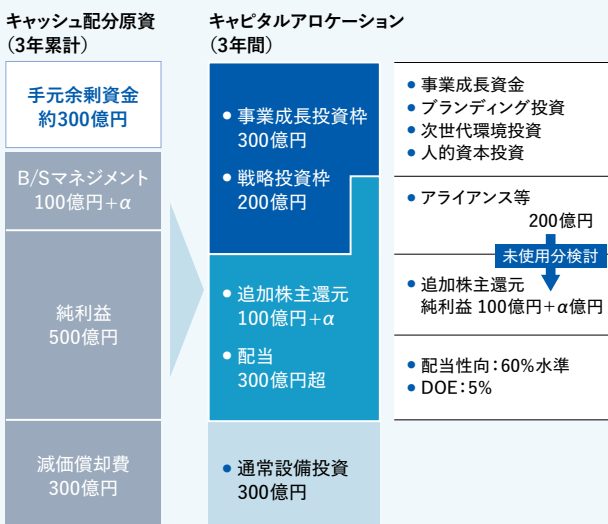 キャッシュ配分原資
（3年累計）
手元余剰資金
約300億円
B/Sマネジメント
100億円+α
純利益
500億円
減価償却費
300億円
キャピタルアロケーション
（3年間）
• 事業成長投資枠
300億円
• 戦略投資枠
200億円
• 追加株主還元
100億円+α
• 配当
300億円超
• 通常設備投資
300億円
• 事業成長資金
• ブランディング投資
• 次世代環境投資
• 人的資本投資
• アライアンス等
200億円
未使用分検討
• 追加株主還元
純利益 100億円+α億円
• 配当性向：60%水準
• DOE：5%